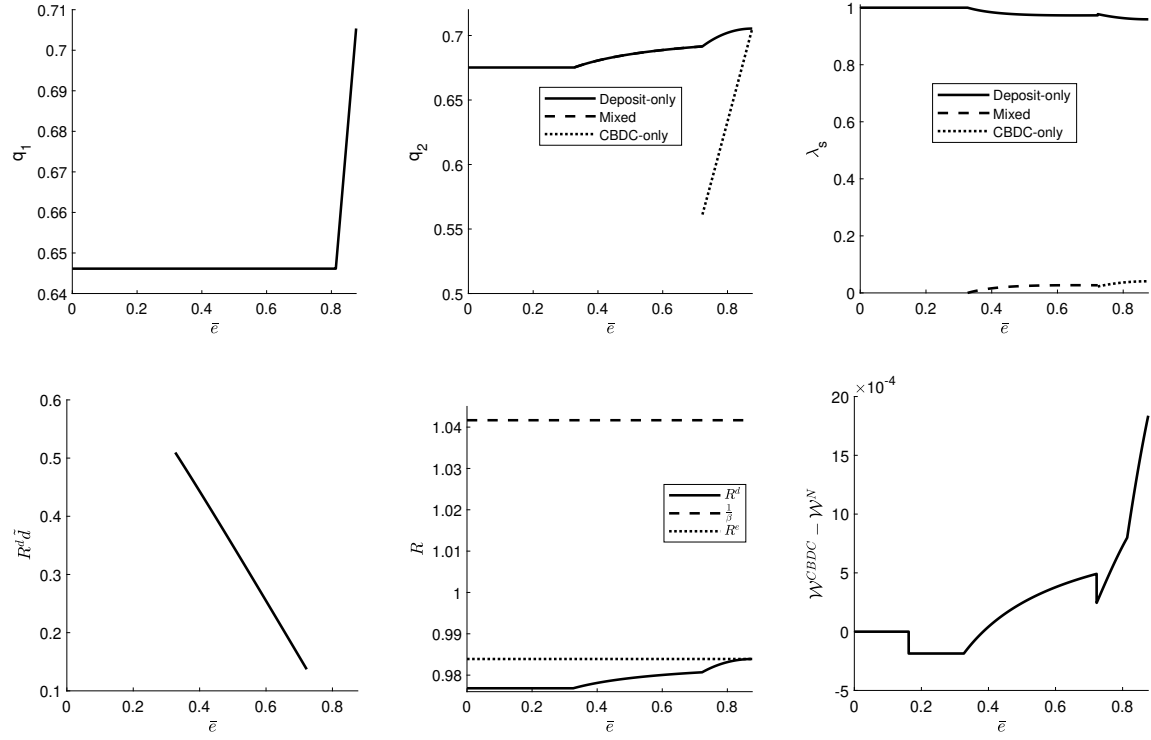 0.71
0.7
0.69
0.68
0.67
0.66
0.65
0.64
q₁
0 0.2 0.4 0.6 0.8
e̅
0.7
0.65
0.6
0.55
0.5
q₂
Deposit-only
Mixed
CBDC-only
0 0.2 0.4 0.6 0.8
e̅
1
0.8
0.6
0.4
0.2
0
λₛ
Deposit-only
Mixed
CBDC-only
0 0.2 0.4 0.6 0.8
e̅
0.6
0.5
0.4
0.3
0.2
0.1
Rᵈd̃
0 0.2 0.4 0.6 0.8
e̅
1.04
1.03
1.02
1.01
1
0.99
0.98
R
Rᵈ
1/β
Rᵉ
0 0.2 0.4 0.6 0.8
e̅
×10⁻⁴
20
15
10
5
0
-5
𝒲ᶜᴮᴰᶜ − 𝒲ᴺ
0 0.2 0.4 0.6 0.8
e̅